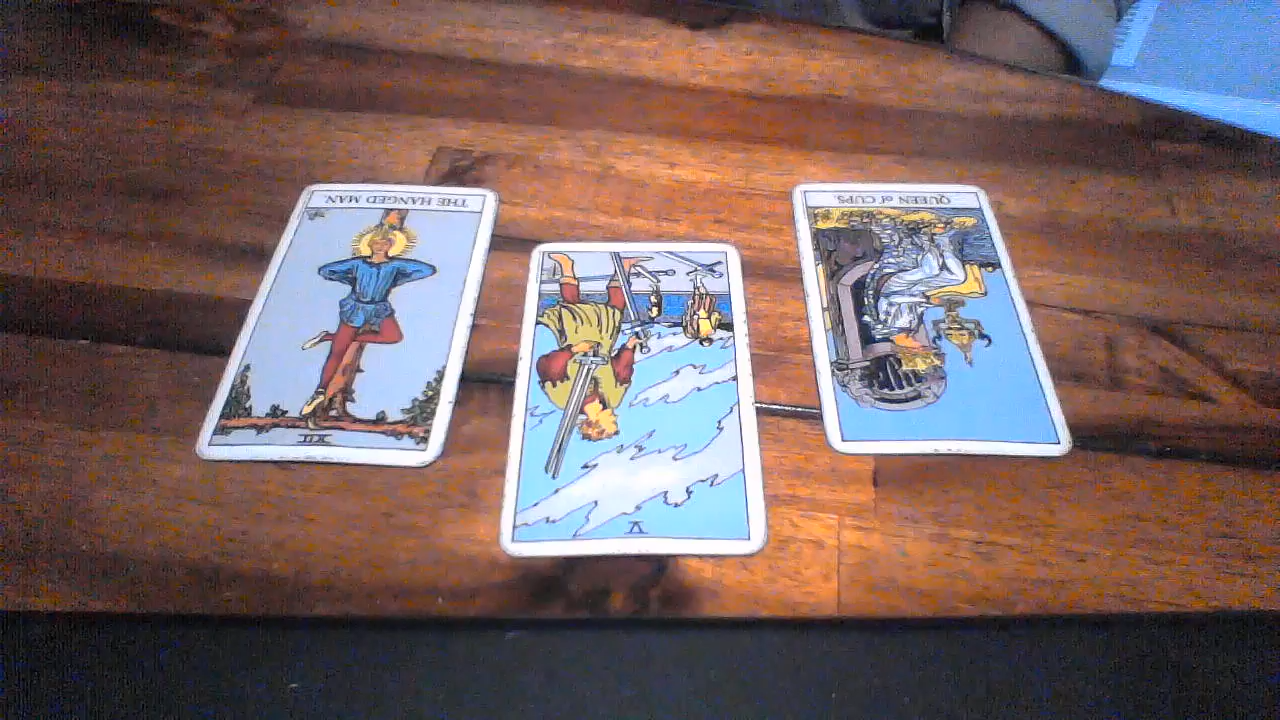 THE HANGED MAN.
XII
V
QUEEN of CUPS.